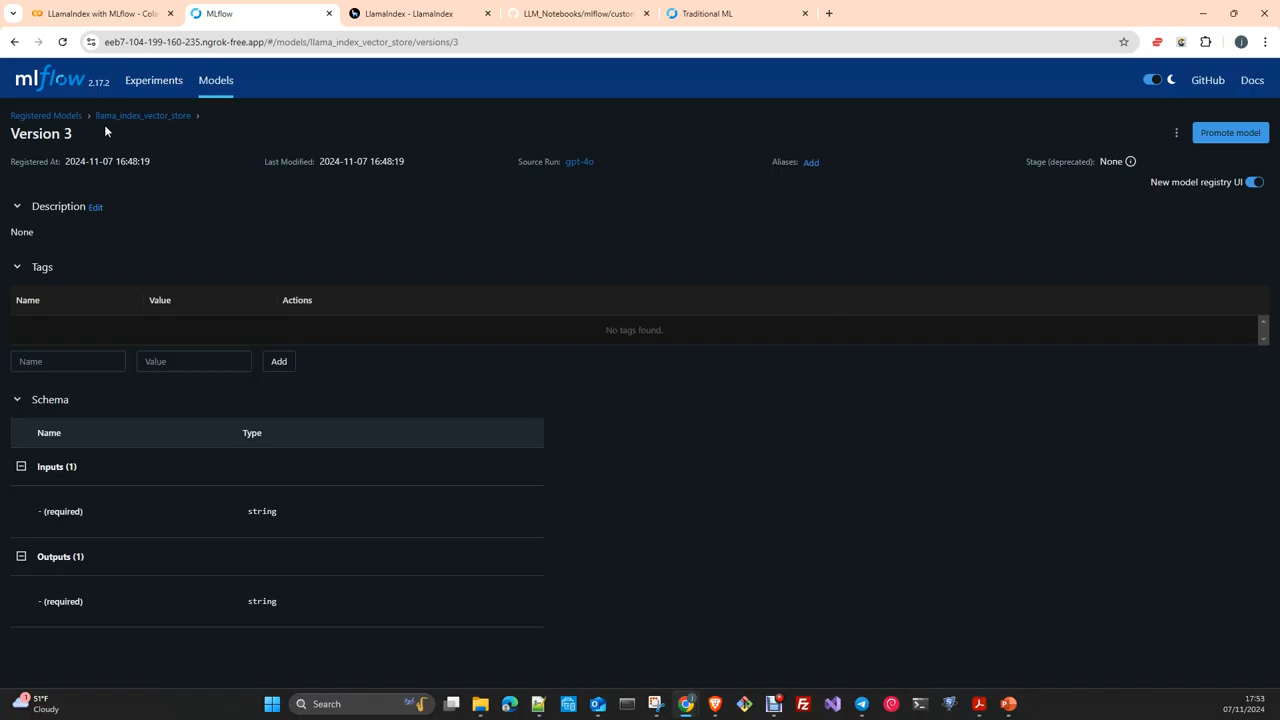 LLamaIndex with MLflow - Cola
MLflow
LlamaIndex - LlamaIndex
LLM_Notebooks/mlflow/custom
Traditional ML
eeb7-104-199-160-235.ngrok-free.app/#/models/llama_index_vector_store/versions/3
mlflow 2.17.2 Experiments Models GitHub Docs
Registered Models › llama_index_vector_store ›
Version 3
Promote model
Registered At: 2024-11-07 16:48:19 Last Modified: 2024-11-07 16:48:19 Source Run: gpt-4o Aliases: Add Stage (deprecated): None
New model registry UI
Description Edit
None
Tags
Name Value Actions
No tags found.
Name Value Add
Schema
Name Type
Inputs (1)
- (required) string
Outputs (1)
- (required) string
1 51°F
Cloudy
Search
17:53
07/11/2024